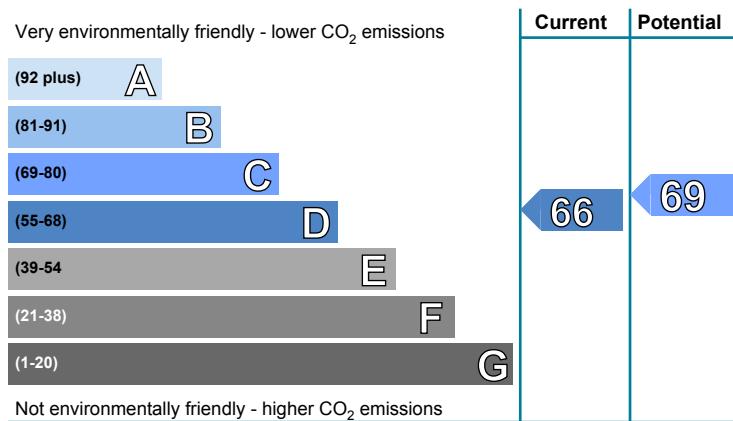 Very environmentally friendly - lower CO2 emissions
Current
Potential
(92 plus) A
(81-91) B
(69-80) C
(55-68) D
(39-54 E
(21-38) F
(1-20) G
66
69
Not environmentally friendly - higher CO2 emissions